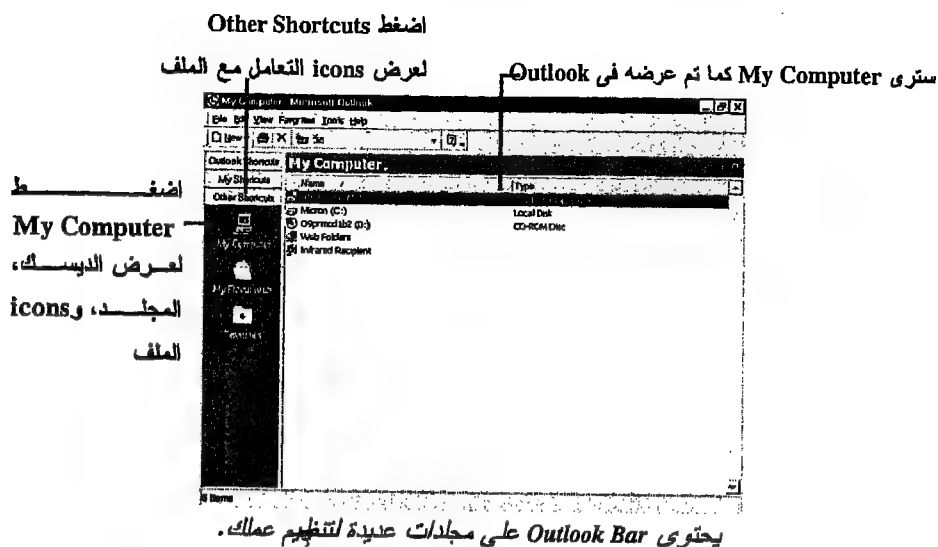 اضغط Other Shortcuts
لعرض icons التعامل مع الملف
سترى My Computer كما تم عرضه فى Outlook
My Computer - Microsoft Outlook
File Edit View Favorites Tools Help
New
Outlook Shortcuts
My Shortcuts
Other Shortcuts
My Computer
Name
Type
Micron (C:)
Local Disk
O9prmcd1b2 (D:)
CD-ROM Disc
Web Folders
Infrared Recipient
My Computer
My Documents
Favorites
اضغط
My Computer
لعرض الديسك،
المجلد، وicons
الملف
Items
يحتوى Outlook Bar على مجلدات عديدة لتنظيم عملك.